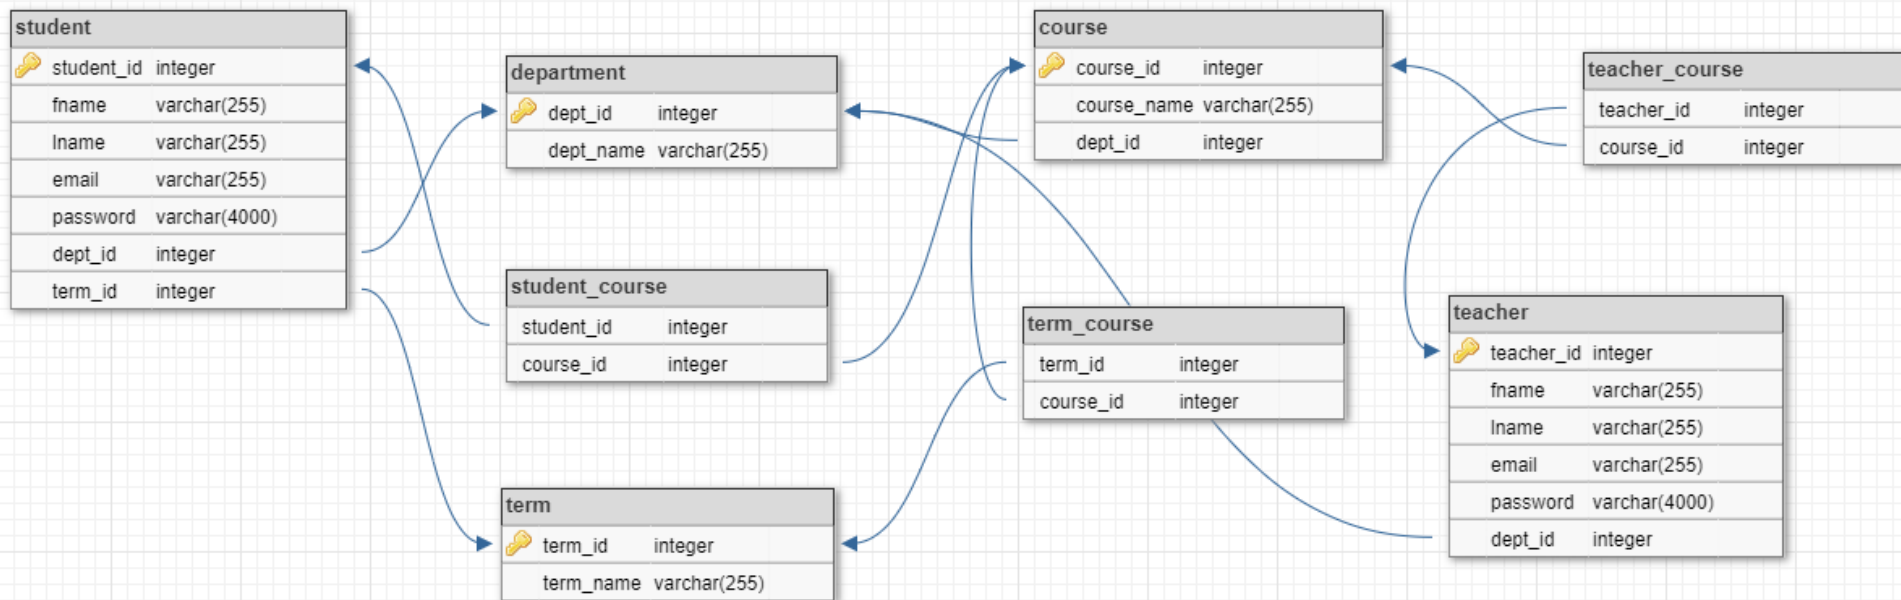 student
student_id integer
fname varchar(255)
lname varchar(255)
email varchar(255)
password varchar(4000)
dept_id integer
term_id integer
department
dept_id integer
dept_name varchar(255)
student_course
student_id integer
course_id integer
term
term_id integer
term_name varchar(255)
course
course_id integer
course_name varchar(255)
dept_id integer
term_course
term_id integer
course_id integer
teacher_course
teacher_id integer
course_id integer
teacher
teacher_id integer
fname varchar(255)
lname varchar(255)
email varchar(255)
password varchar(4000)
dept_id integer